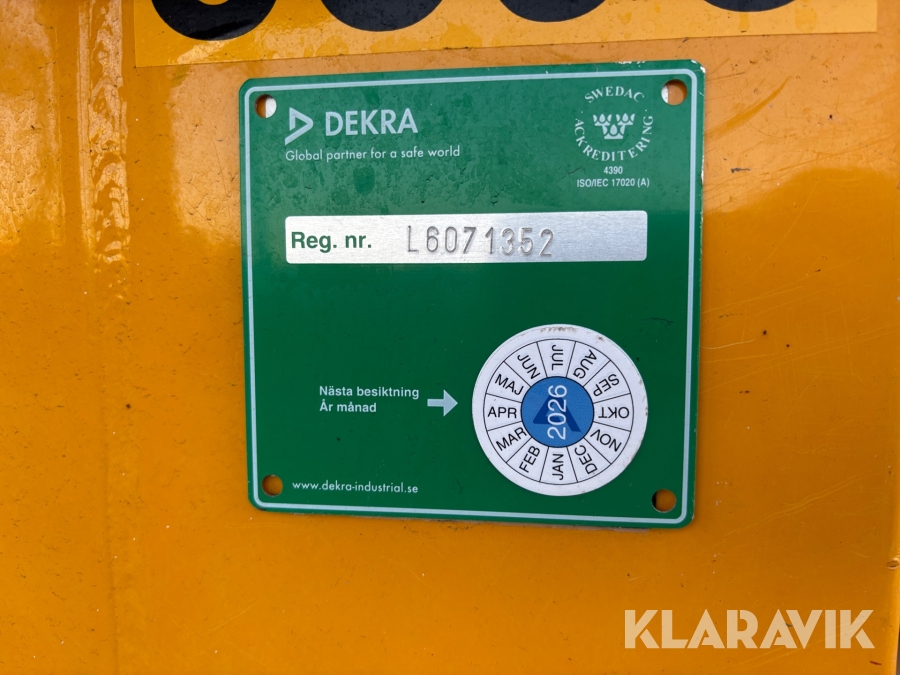 DEKRA
Global partner for a safe world
SWEDAC ACKREDITERING
4390
ISO/IEC 17020 (A)
Reg. nr. L6071352
Nästa besiktning
År månad
JAN FEB MAR APR MAJ JUN JUL AUG SEP OKT NOV DEC
2026
www.dekra-industrial.se
KLARAVIK